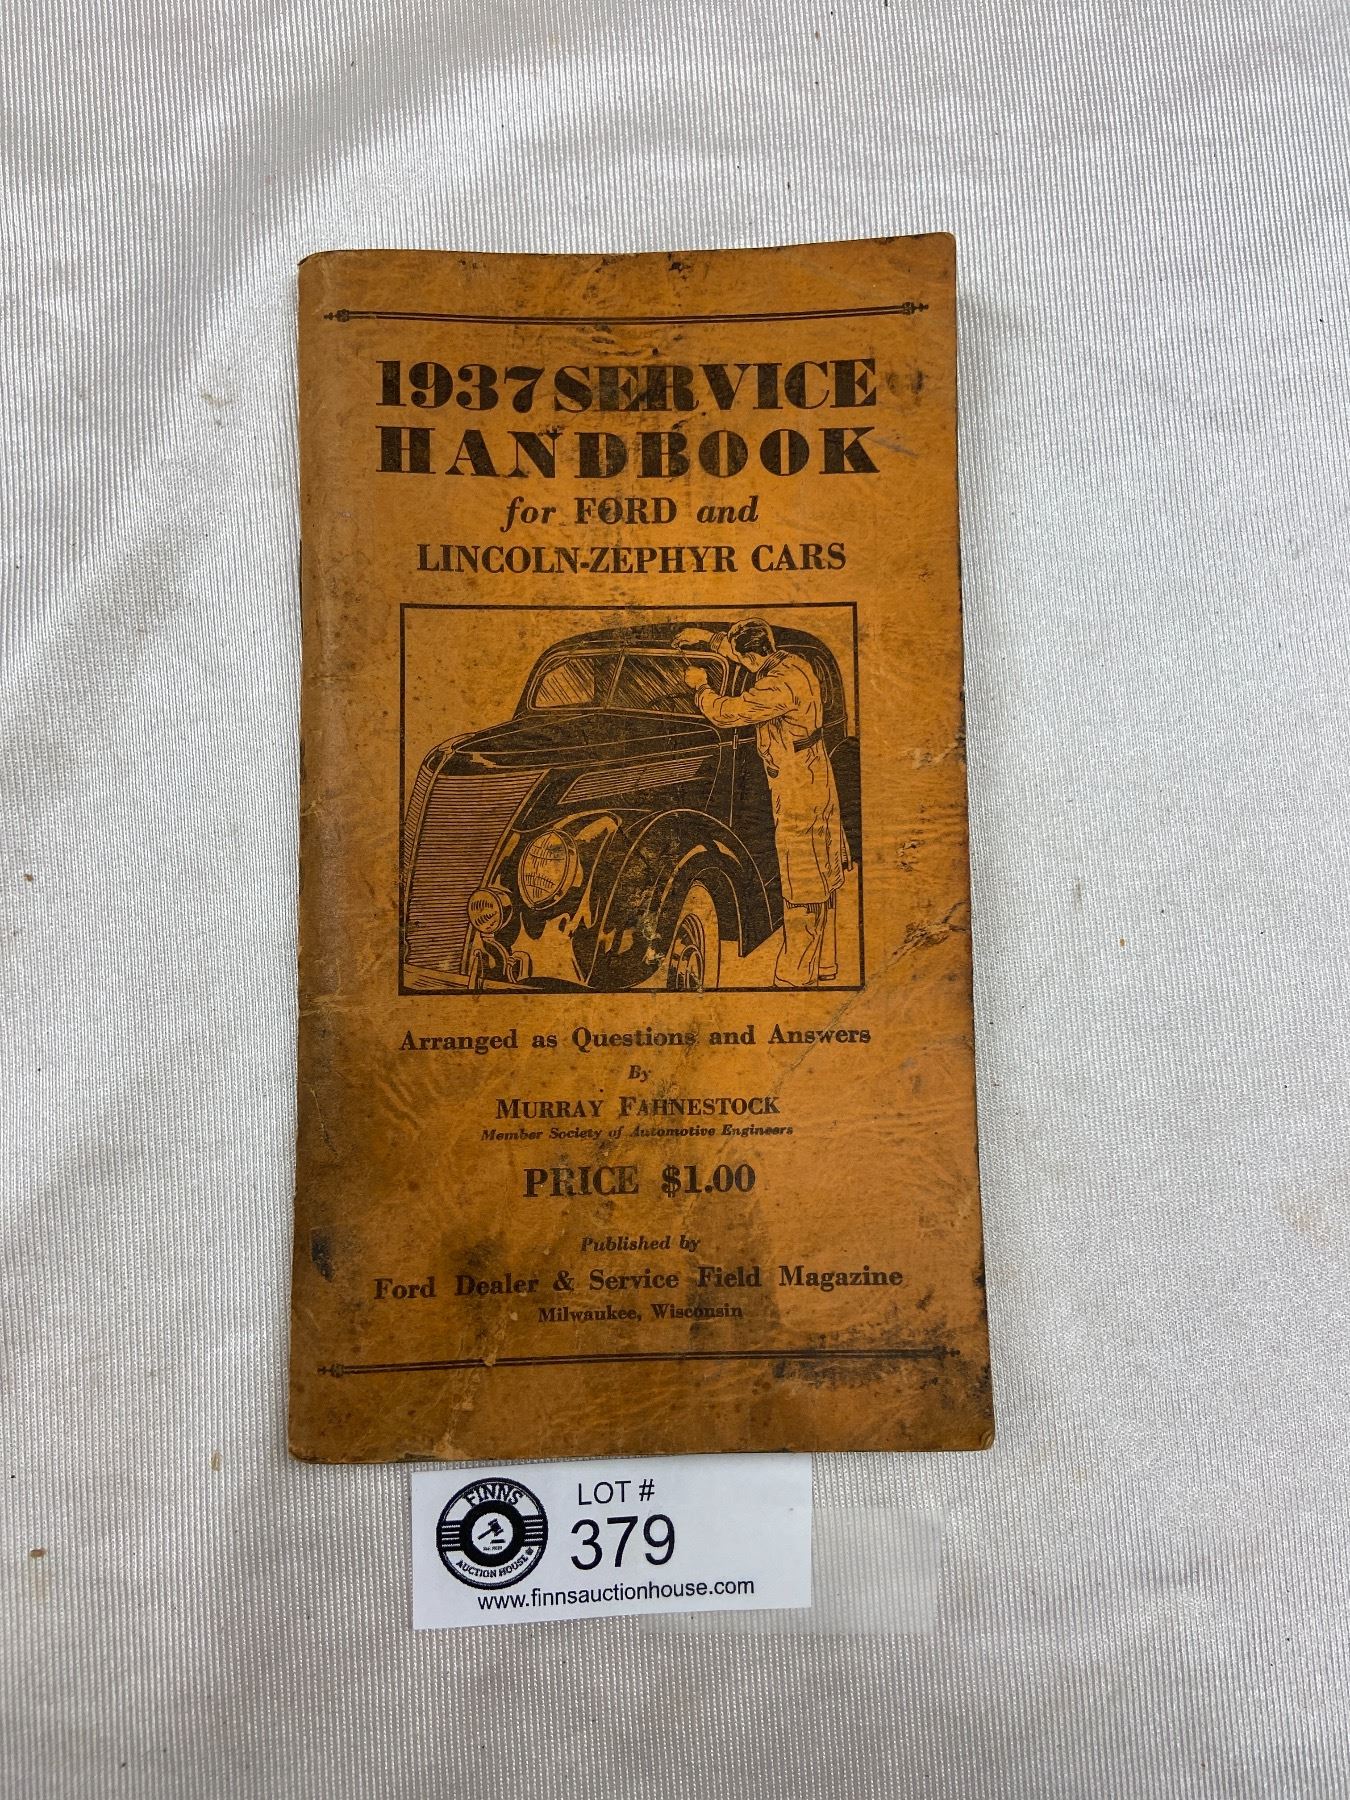 1937 SERVICE
HANDBOOK
for FORD and
LINCOLN-ZEPHYR CARS
Arranged as Questions and Answers
By
MURRAY FAHNESTOCK
Member Society of Automotive Engineers
PRICE $1.00
Published by
Ford Dealer & Service Field Magazine
Milwaukee, Wisconsin
FINNS
AUCTION HOUSE
LOT #
379
www.finnsauctionhouse.com